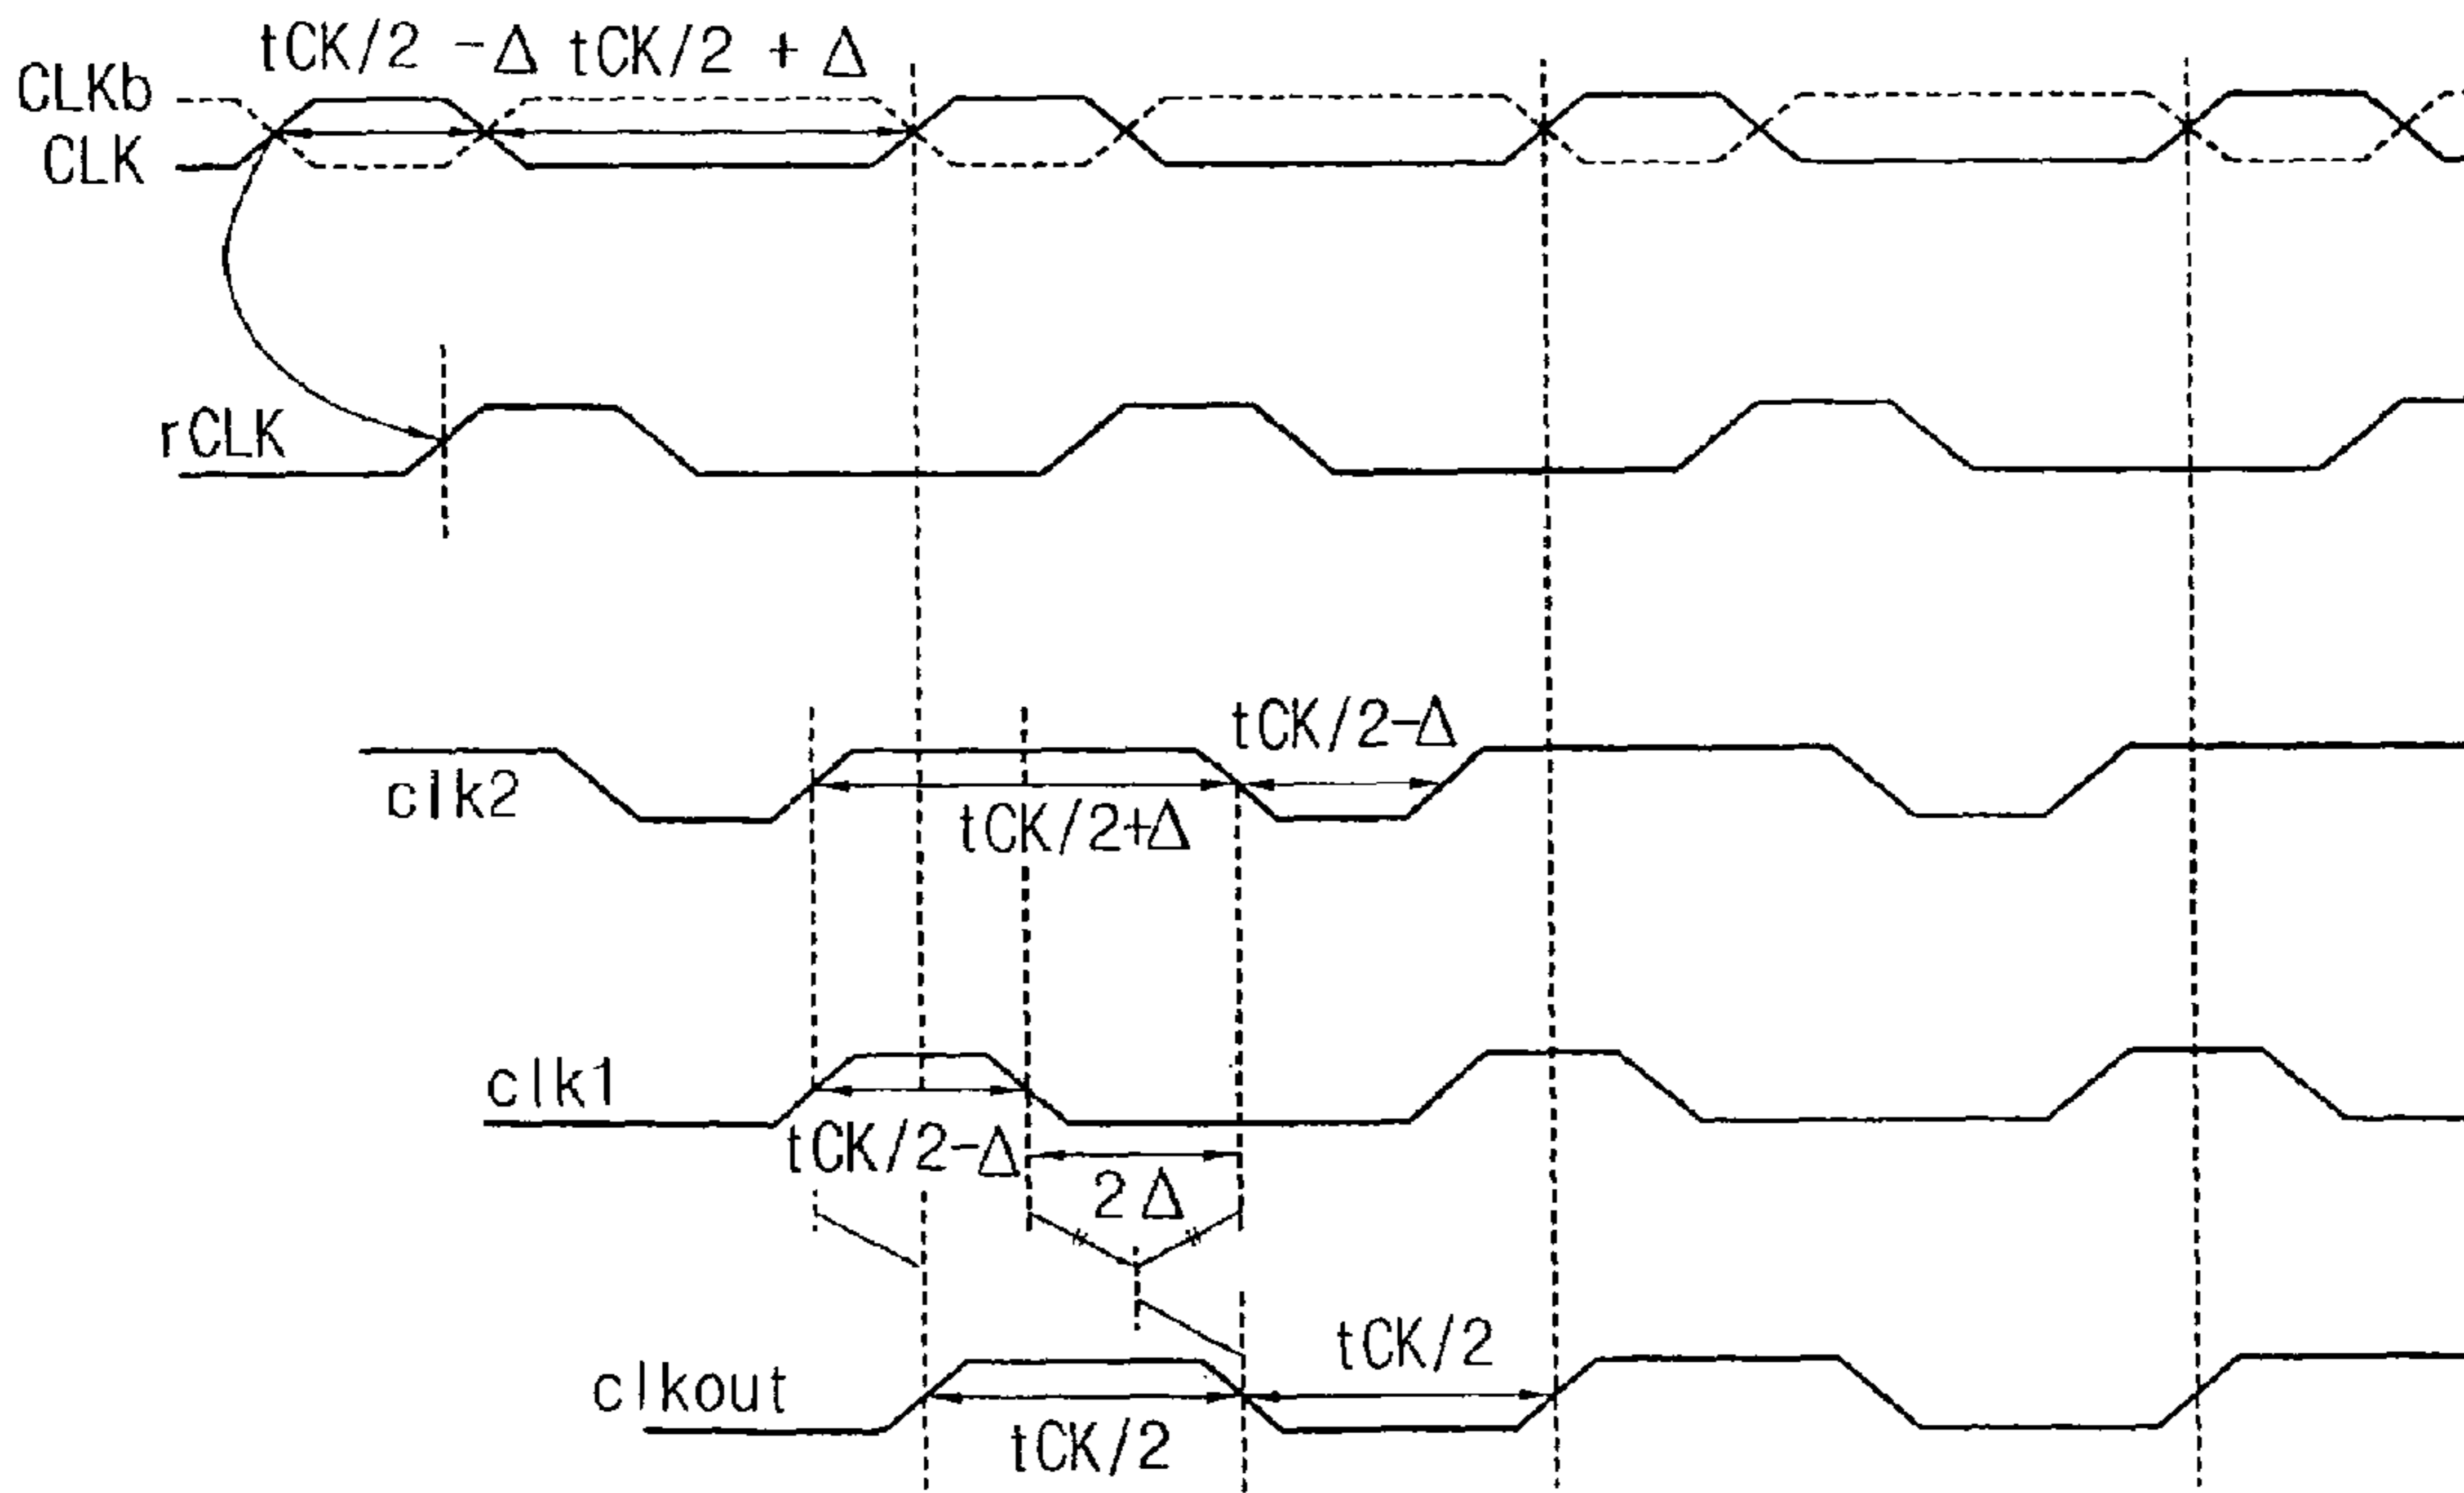 tCK/2 -Δ tCK/2 + Δ
CLKb
CLK
rCLK
tCK/2-Δ
clk2
tCK/2+Δ
clk1
tCK/2-Δ
2Δ
tCK/2
clkout
tCK/2